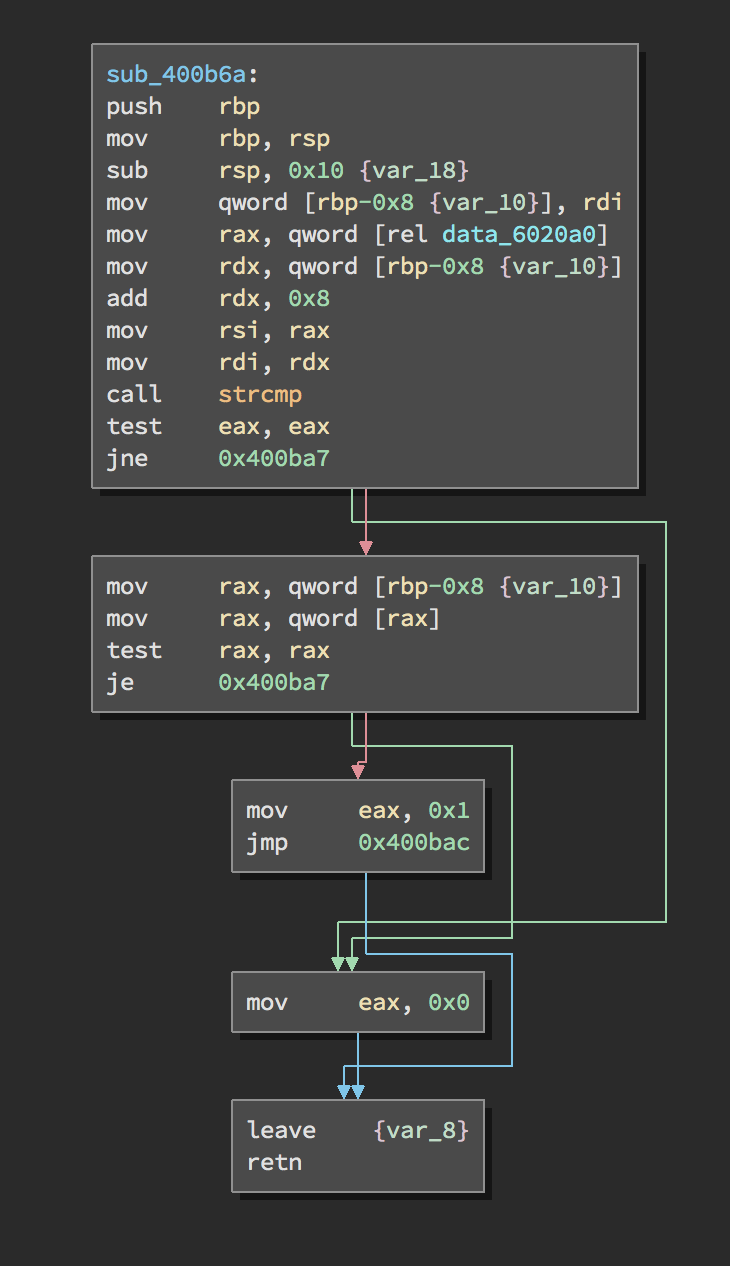 sub_400b6a:
push rbp
mov rbp, rsp
sub rsp, 0x10 {var_18}
mov qword [rbp-0x8 {var_10}], rdi
mov rax, qword [rel data_6020a0]
mov rdx, qword [rbp-0x8 {var_10}]
add rdx, 0x8
mov rsi, rax
mov rdi, rdx
call strcmp
test eax, eax
jne 0x400ba7
mov rax, qword [rbp-0x8 {var_10}]
mov rax, qword [rax]
test rax, rax
je 0x400ba7
mov eax, 0x1
jmp 0x400bac
mov eax, 0x0
leave {var_8}
retn